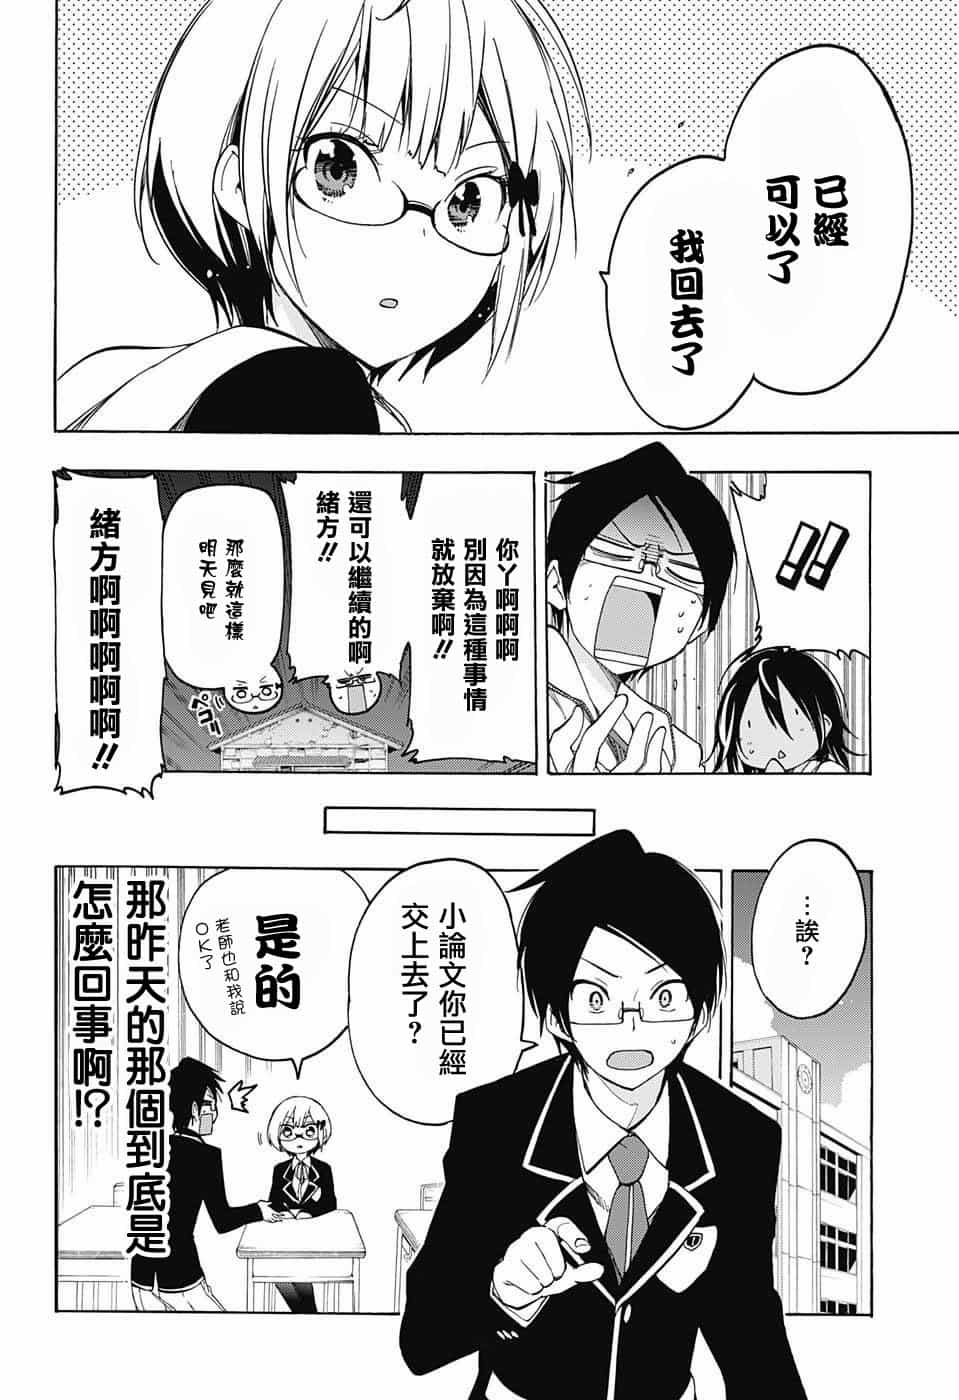 已經
可以了
我回去了
!!
你丫啊啊啊
別因為這種事情
就放棄啊!!
還可以繼續的啊
緒方!!
那麼就這樣
明天見吧
ペコリ
緒方啊啊啊啊啊!!
…誒?
小論文你已經
交上去了?
是的
老師也和我說
OK了
那昨天的那個到底是
怎麼回事啊!?